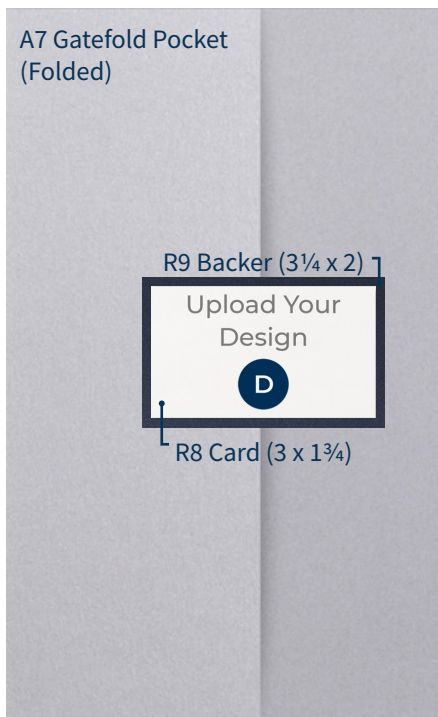 A7 Gatefold Pocket
(Folded)
R9 Backer (3¼ x 2)
Upload Your
Design
D
R8 Card (3 x 1¾)